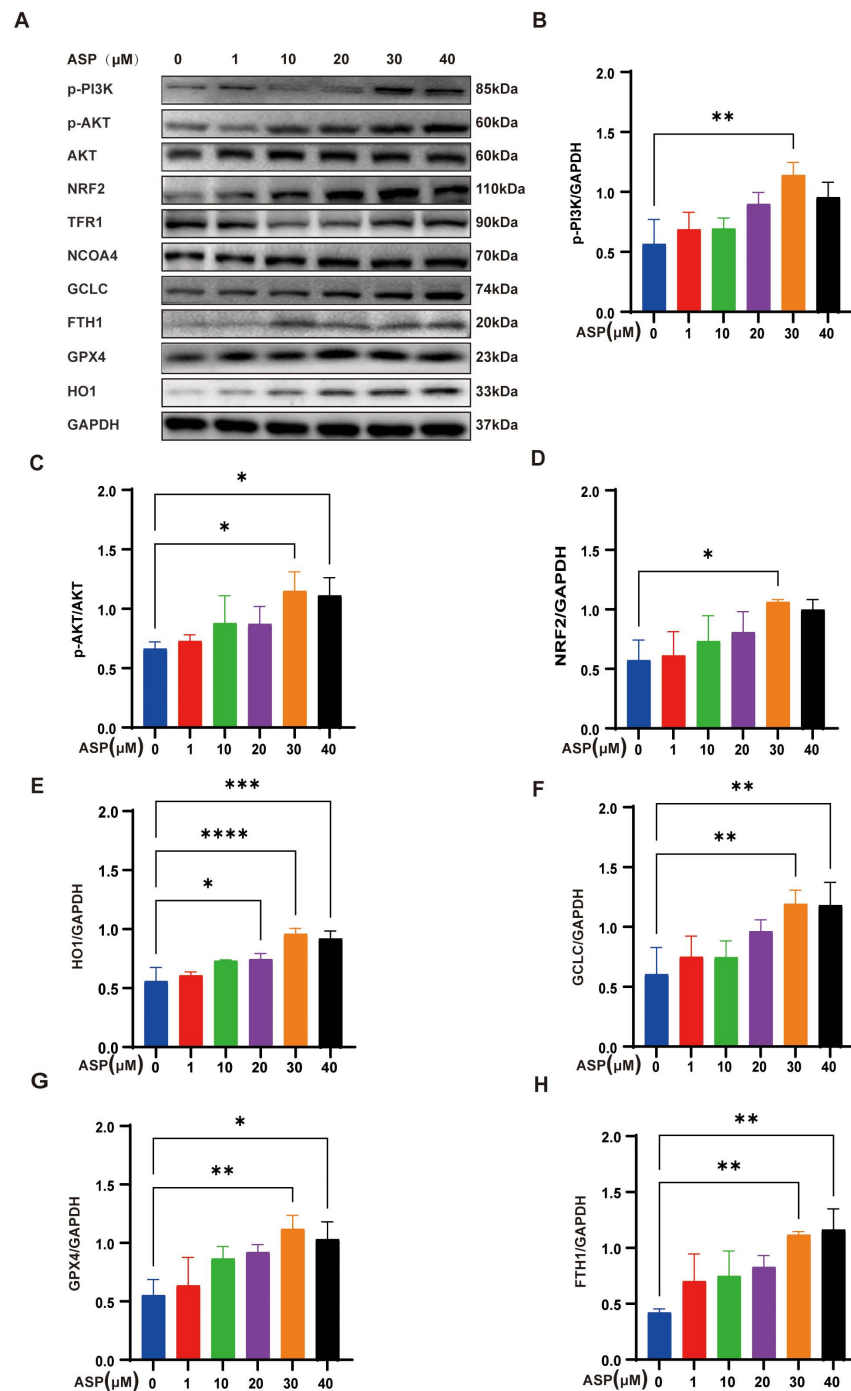 A
ASP (μM) 0 1 10 20 30 40
p-PI3K 85kDa
p-AKT 60kDa
AKT 60kDa
NRF2 110kDa
TFR1 90kDa
NCOA4 70kDa
GCLC 74kDa
FTH1 20kDa
GPX4 23kDa
HO1 33kDa
GAPDH 37kDa
B
p-PI3K/GAPDH
2.0
1.5
1.0
0.5
0.0
**
ASP(μM) 0 1 10 20 30 40
C
p-AKT/AKT
2.0
1.5
1.0
0.5
0.0
*
*
ASP(μM) 0 1 10 20 30 40
D
NRF2/GAPDH
2.0
1.5
1.0
0.5
0.0
*
ASP(μM) 0 1 10 20 30 40
E
HO1/GAPDH
2.0
1.5
1.0
0.5
0.0
***
****
*
ASP(μM) 0 1 10 20 30 40
F
GCLC/GAPDH
2.0
1.5
1.0
0.5
0.0
**
**
ASP(μM) 0 1 10 20 30 40
G
GPX4/GAPDH
2.0
1.5
1.0
0.5
0.0
*
**
ASP(μM) 0 1 10 20 30 40
H
FTH1/GAPDH
2.0
1.5
1.0
0.5
0.0
**
**
ASP(μM) 0 1 10 20 30 40